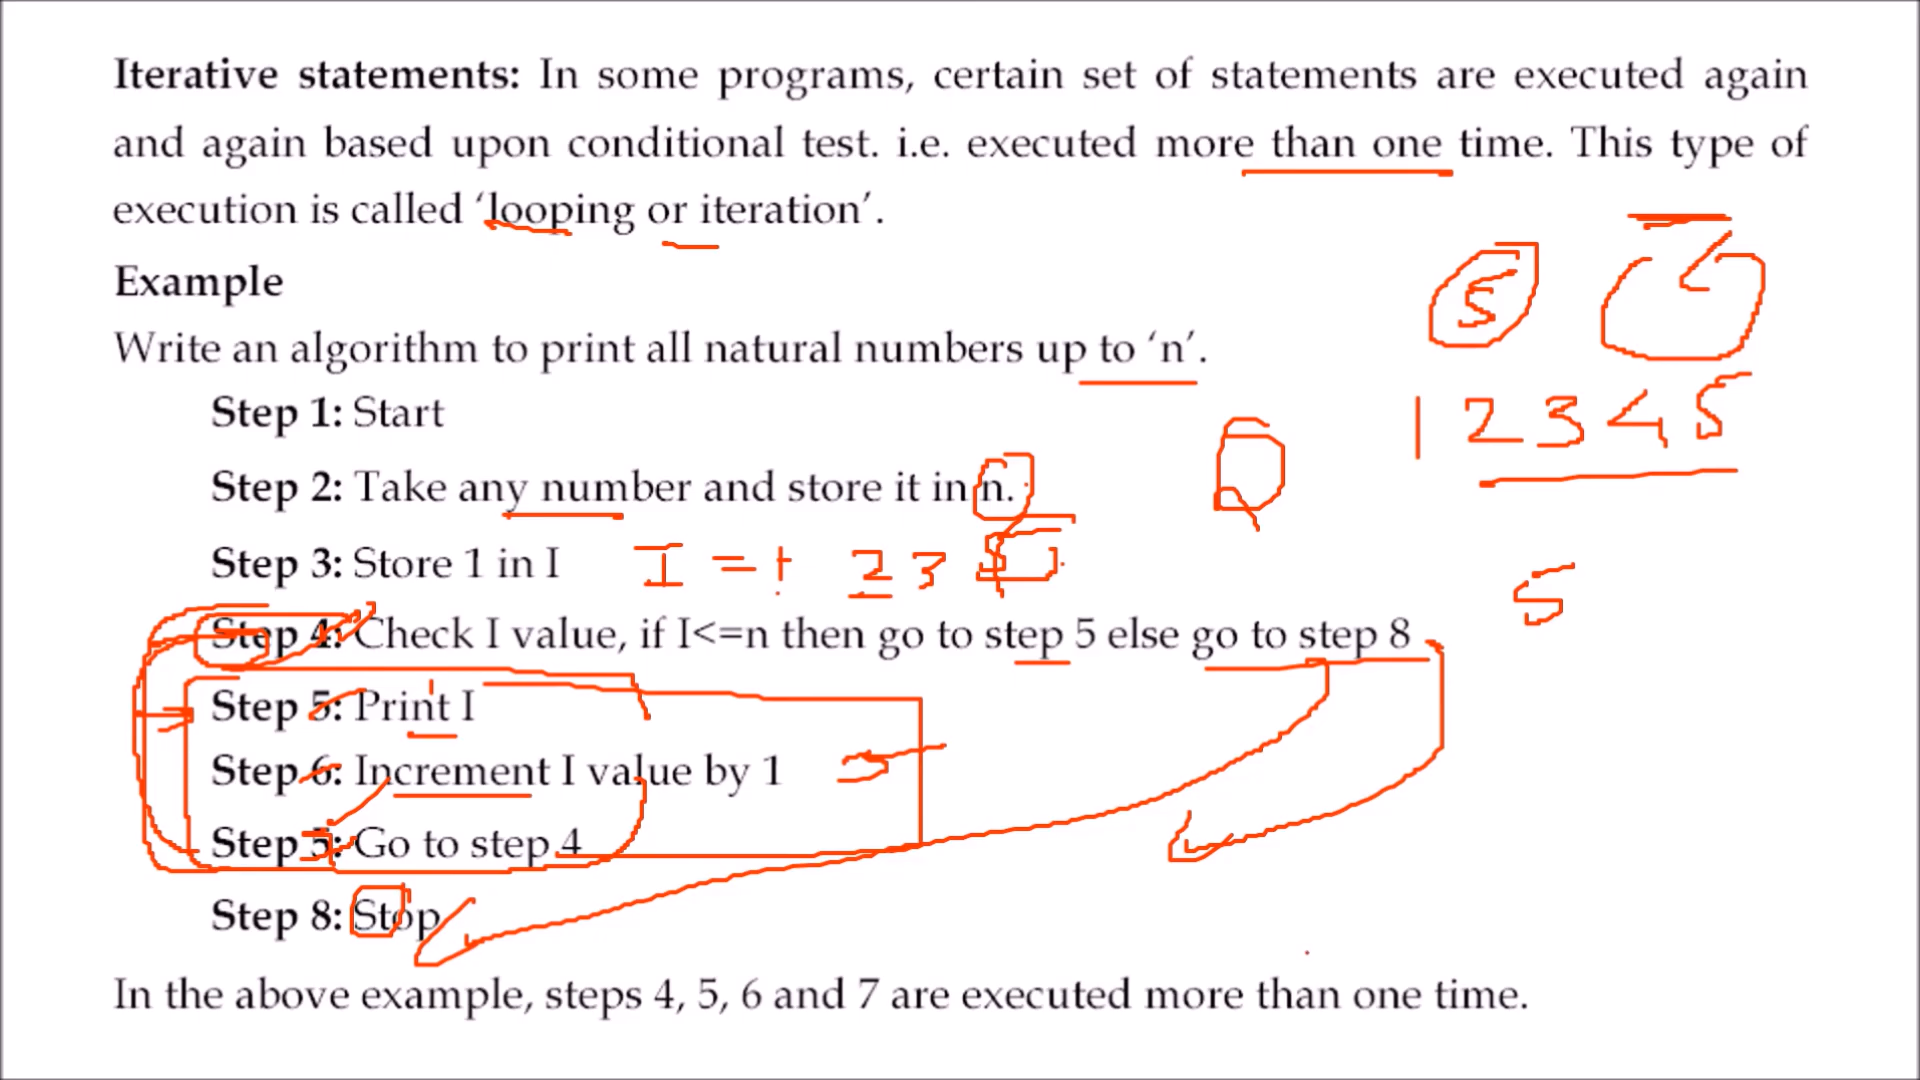 Iterative statements: In some programs, certain set of statements are executed again
and again based upon conditional test. i.e. executed more than one time. This type of
execution is called ‘looping or iteration’.
Example
5
Write an algorithm to print all natural numbers up to ‘n’.
Step 1: Start
1 2 3 4 5
Step 2: Take any number and store it in n.
Step 3: Store 1 in I
I = 1 2 3
5
Step 4: Check I value, if I<=n then go to step 5 else go to step 8
Step 5: Print I
Step 6: Increment I value by 1
Step 5: Go to step 4
Step 8: Stop
In the above example, steps 4, 5, 6 and 7 are executed more than one time.